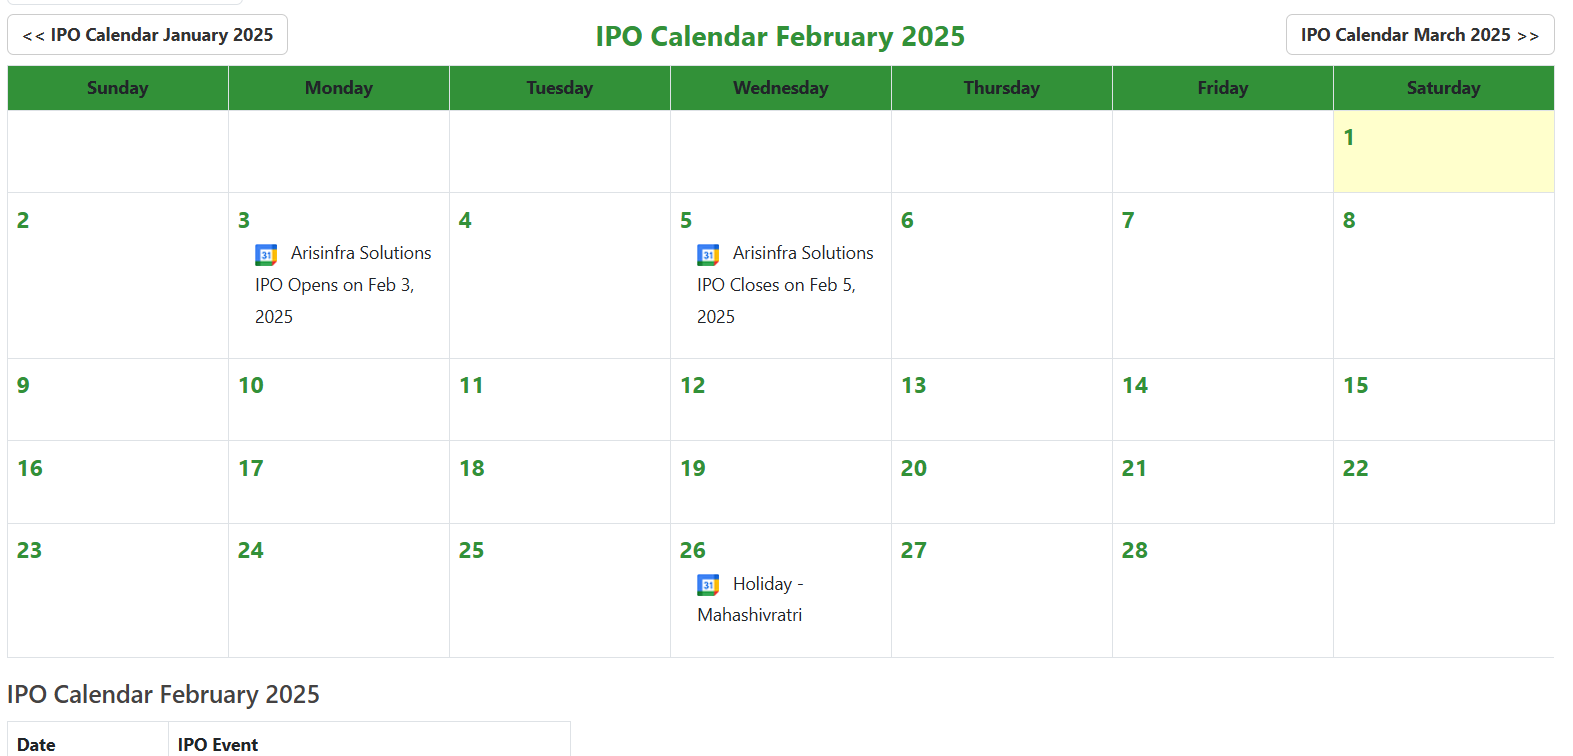 << IPO Calendar January 2025
IPO Calendar February 2025
IPO Calendar March 2025 >>
Sunday Monday Tuesday Wednesday Thursday Friday Saturday
1
2 3 4 5 6 7 8
31 Arisinfra Solutions
IPO Opens on Feb 3,
2025
31 Arisinfra Solutions
IPO Closes on Feb 5,
2025
9 10 11 12 13 14 15
16 17 18 19 20 21 22
23 24 25 26 27 28
31 Holiday -
Mahashivratri
IPO Calendar February 2025
Date IPO Event